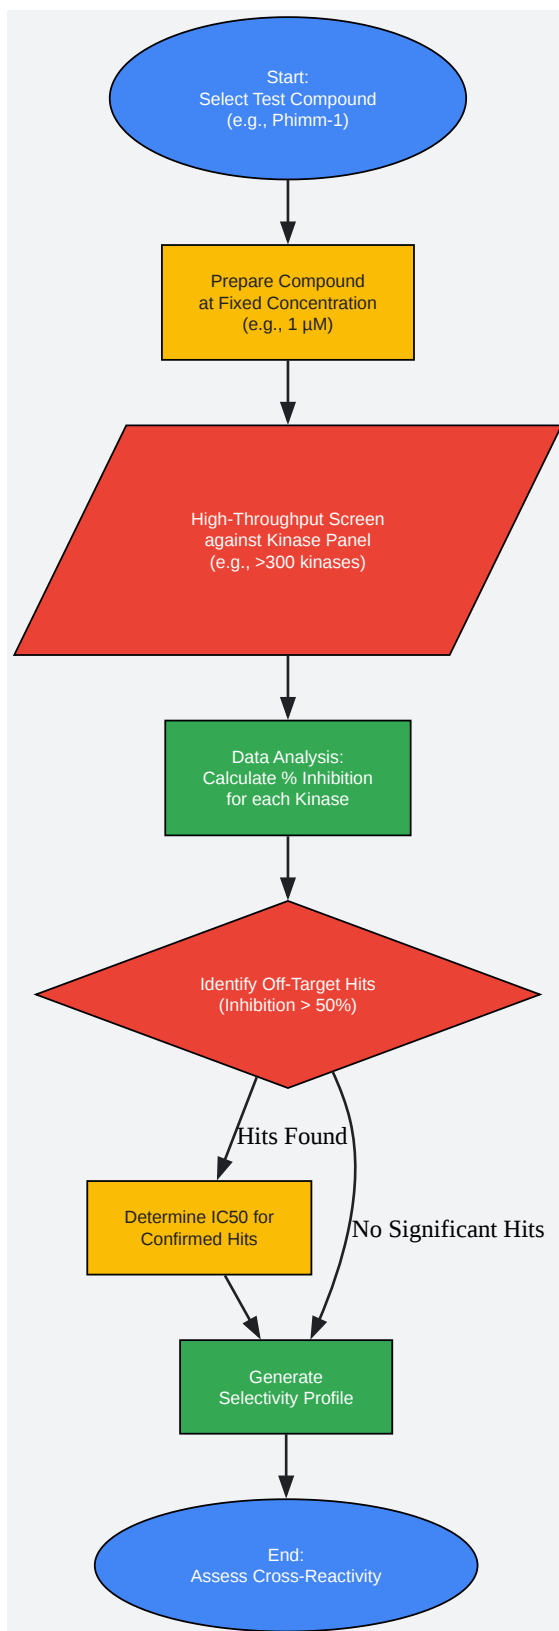 Start:
Select Test Compound
(e.g., Phimm-1)
Prepare Compound
at Fixed Concentration
(e.g., 1 µM)
High-Throughput Screen
against Kinase Panel
(e.g., >300 kinases)
Data Analysis:
Calculate % Inhibition
for each Kinase
Identify Off-Target Hits
(Inhibition > 50%)
Hits Found
Determine IC50 for
Confirmed Hits
No Significant Hits
Generate
Selectivity Profile
End:
Assess Cross-Reactivity